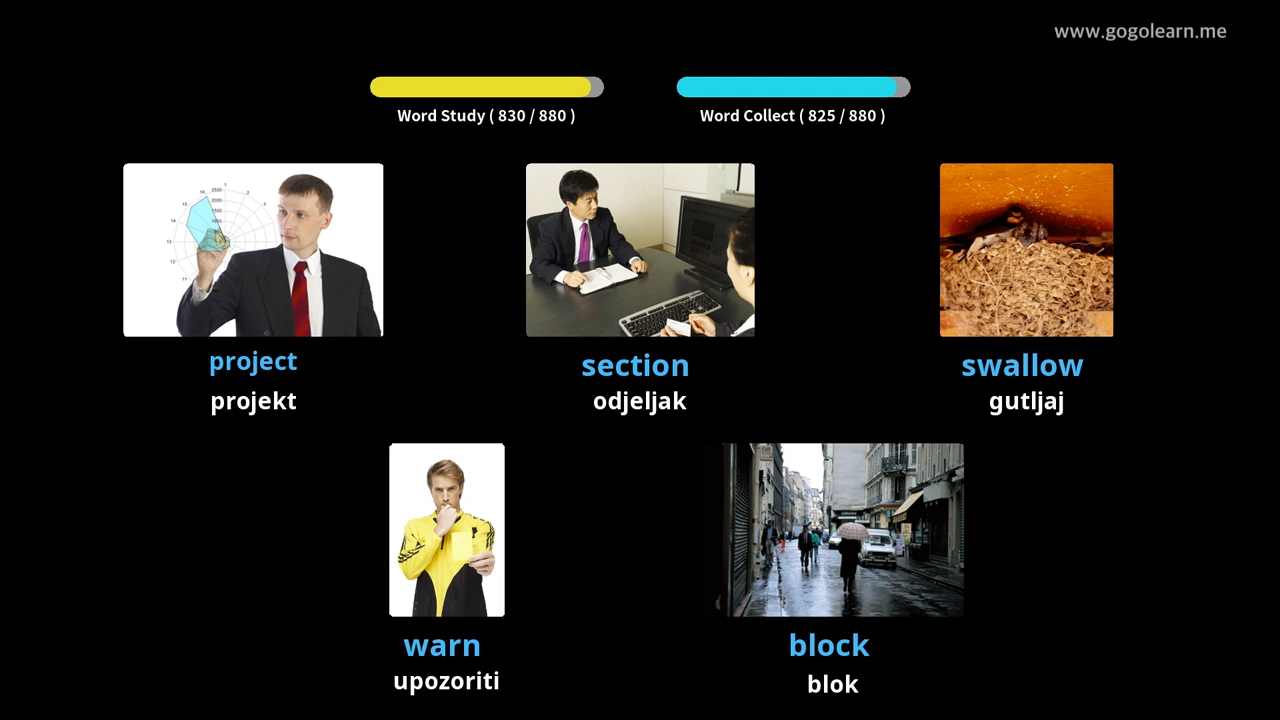 www.gogolearn.me
Word Study ( 830 / 880 )
Word Collect ( 825 / 880 )
project
projekt
section
odjeljak
swallow
gutljaj
warn
upozoriti
block
blok